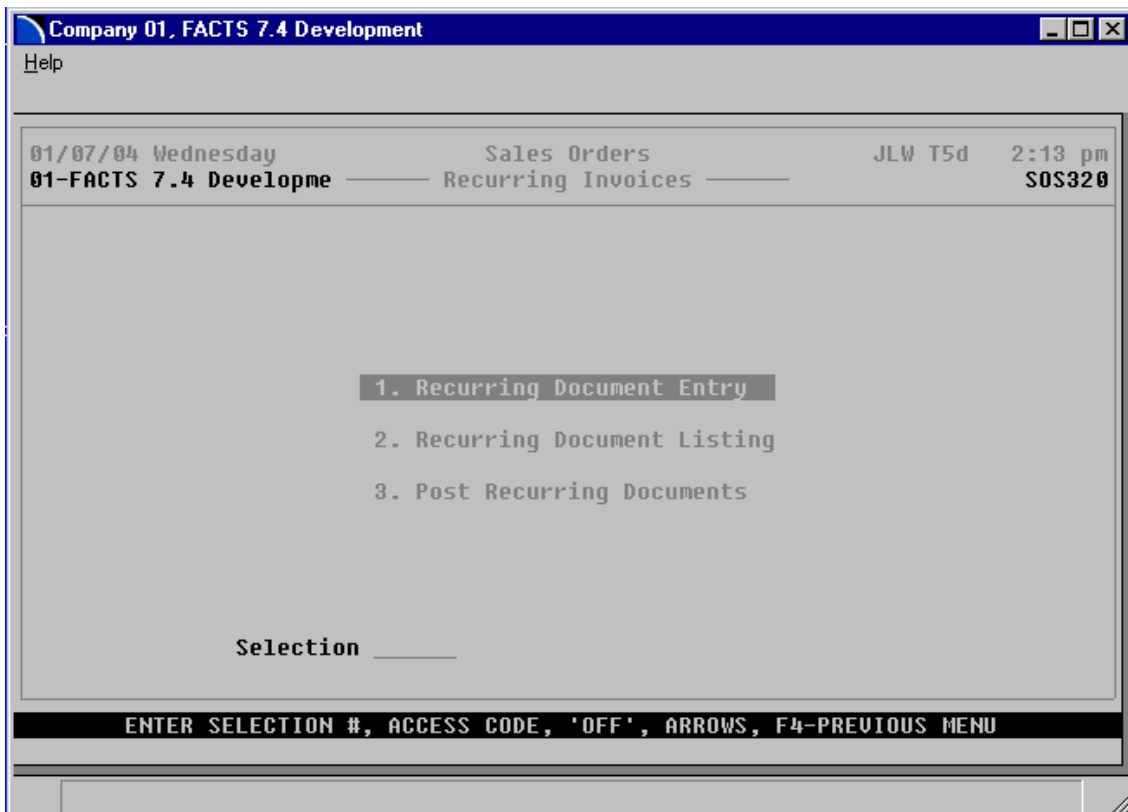 Company 01, FACTS 7.4 Development
Help
01/07/04 Wednesday Sales Orders JLW T5d 2:13 pm
01-FACTS 7.4 Developme Recurring Invoices SOS320
1. Recurring Document Entry
2. Recurring Document Listing
3. Post Recurring Documents
Selection ______
ENTER SELECTION #, ACCESS CODE, 'OFF', ARROWS, F4-PREVIOUS MENU